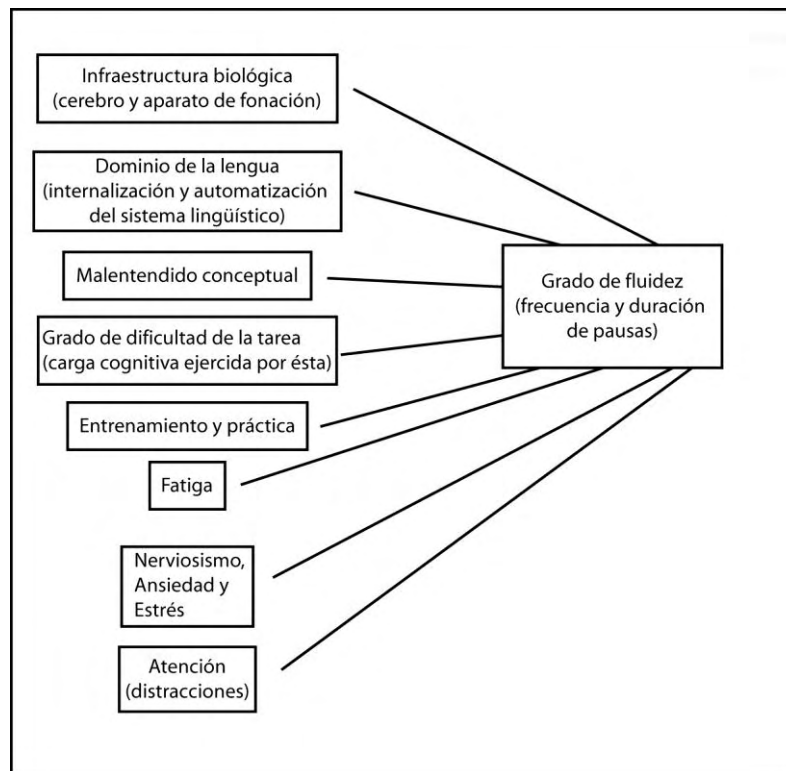 Infraestructura biológica
(cerebro y aparato de fonación)
Dominio de la lengua
(internalización y automatización
del sistema lingüístico)
Malentendido conceptual
Grado de dificultad de la tarea
(carga cognitiva ejercida por ésta)
Entrenamiento y práctica
Fatiga
Nerviosismo,
Ansiedad y
Estrés
Atención
(distracciones)
Grado de fluidez
(frecuencia y duración
de pausas)